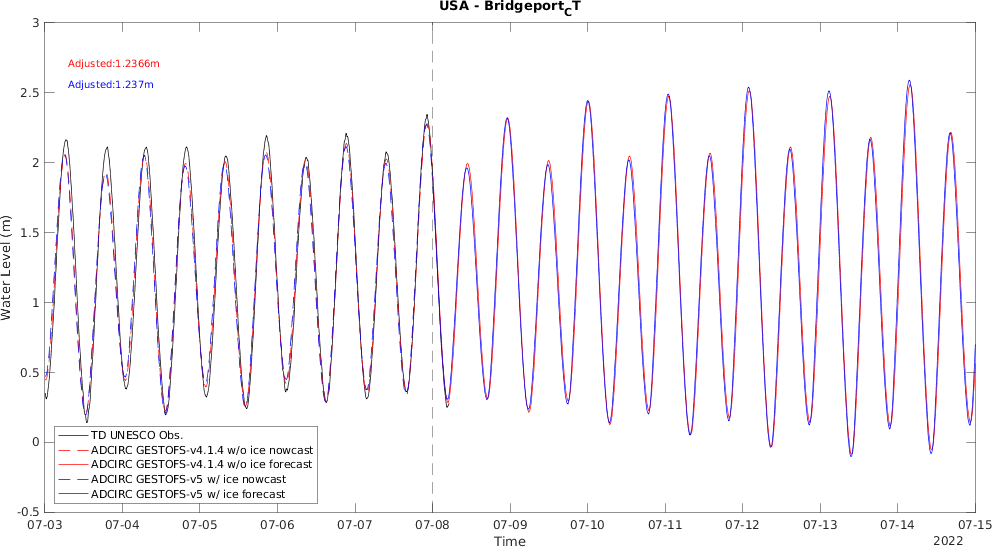 USA - Bridgeport_CT
3
2.5
2
1.5
1
0.5
0
-0.5
Water Level (m)
Adjusted:1.2366m
Adjusted:1.237m
TD UNESCO Obs.
ADCIRC GESTOFS-v4.1.4 w/o ice nowcast
ADCIRC GESTOFS-v4.1.4 w/o ice forecast
ADCIRC GESTOFS-v5 w/ ice nowcast
ADCIRC GESTOFS-v5 w/ ice forecast
07-03 07-04 07-05 07-06 07-07 07-08 07-09 07-10 07-11 07-12 07-13 07-14 07-15
Time
2022